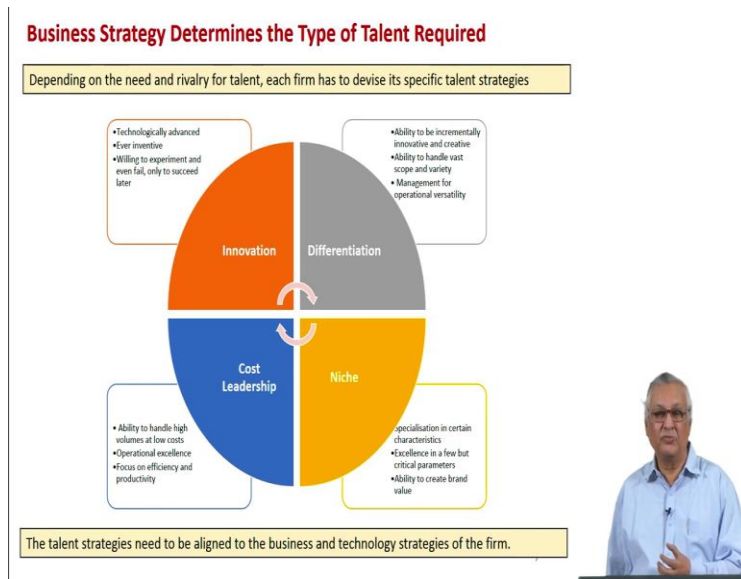 Business Strategy Determines the Type of Talent Required
Depending on the need and rivalry for talent, each firm has to devise its specific talent strategies
•Technologically advanced
•Ever inventive
•Willing to experiment and
even fail, only to succeed
later
•Ability to be incrementally
innovative and creative
•Ability to handle vast
scope and variety
• Management for
operational versatility
Innovation
Differentiation
Cost
Leadership
Niche
• Ability to handle high
volumes at low costs
•Operational excellence
•Focus on efficiency and
productivity
Specialisation in certain
characteristics
•Excellence in a few but
critical parameters
•Ability to create brand
value
The talent strategies need to be aligned to the business and technology strategies of the firm.